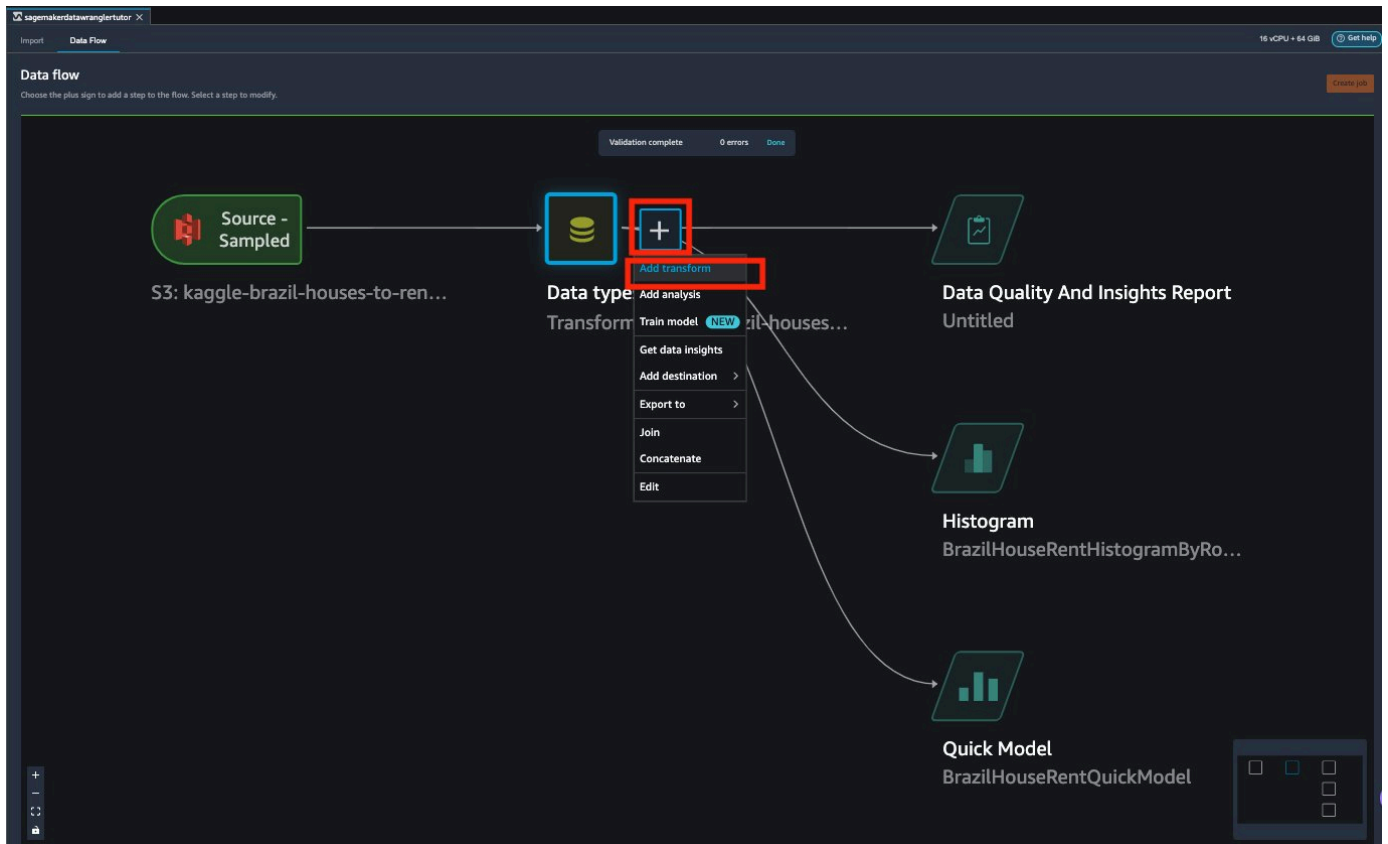 sagemakerdatawranglertutor
Import Data Flow
16 vCPU + 64 GiB Get help
Data flow
Choose the plus sign to add a step to the flow. Select a step to modify.
Create job
Validation complete 0 errors Done
Source -
Sampled
S3: kaggle-brazil-houses-to-ren...
Data type
Transform
zil-houses...
Add transform
Add analysis
Train model NEW
Get data insights
Add destination
Export to
Join
Concatenate
Edit
Data Quality And Insights Report
Untitled
Histogram
BrazilHouseRentHistogramByRo...
Quick Model
BrazilHouseRentQuickModel